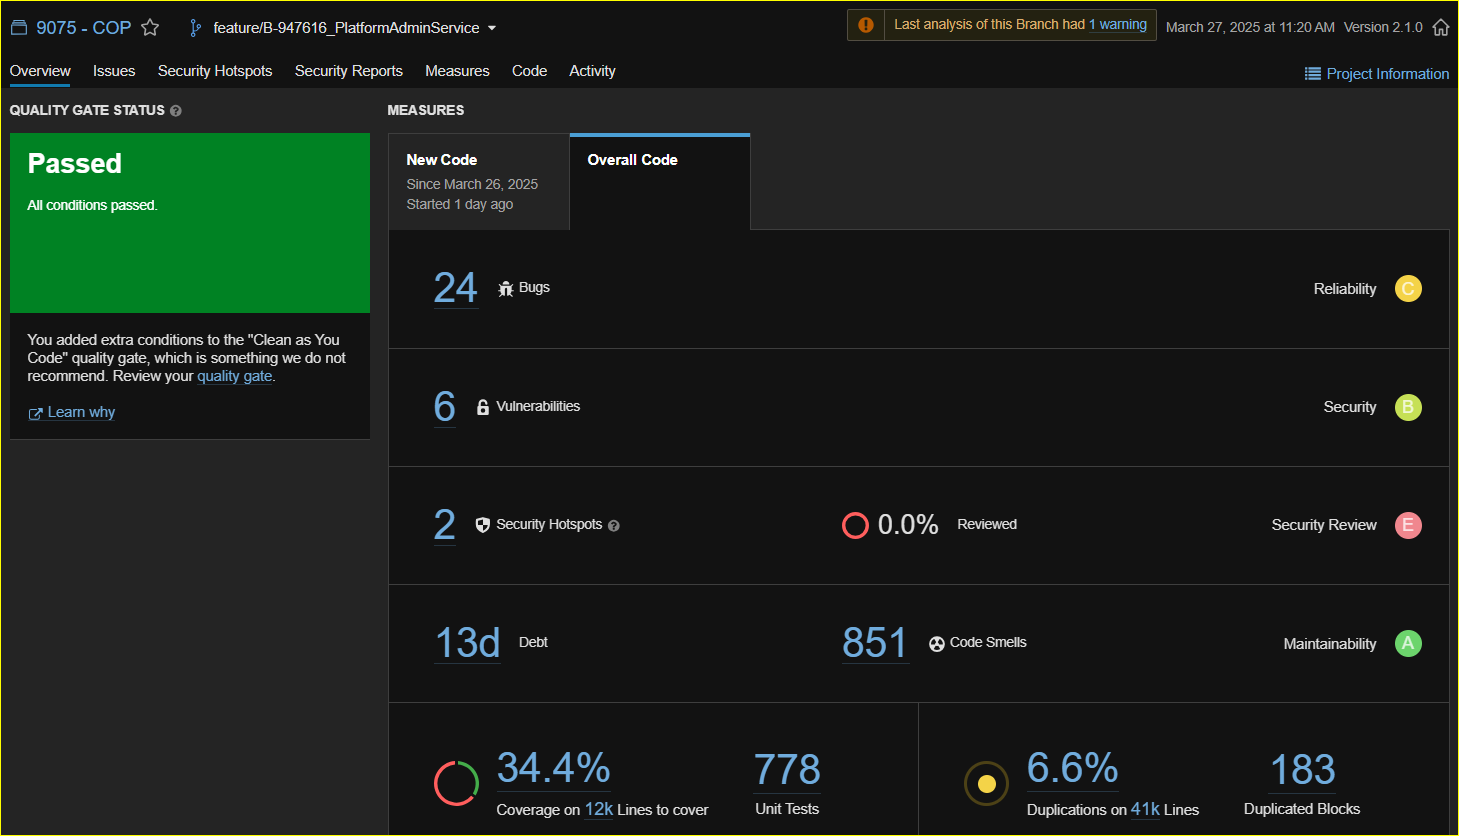 9075 - COP feature/B-947616_PlatformAdminService Last analysis of this Branch had 1 warning March 27, 2025 at 11:20 AM Version 2.1.0
Overview Issues Security Hotspots Security Reports Measures Code Activity Project Information
QUALITY GATE STATUS ?
Passed
All conditions passed.
You added extra conditions to the "Clean as You
Code" quality gate, which is something we do not
recommend. Review your quality gate.
Learn why
MEASURES
New Code
Since March 26, 2025
Started 1 day ago
Overall Code
24 Bugs Reliability C
6 Vulnerabilities Security B
2 Security Hotspots ? 0.0% Reviewed Security Review E
13d Debt 851 Code Smells Maintainability A
34.4%
Coverage on 12k Lines to cover
778
Unit Tests
6.6%
Duplications on 41k Lines
183
Duplicated Blocks